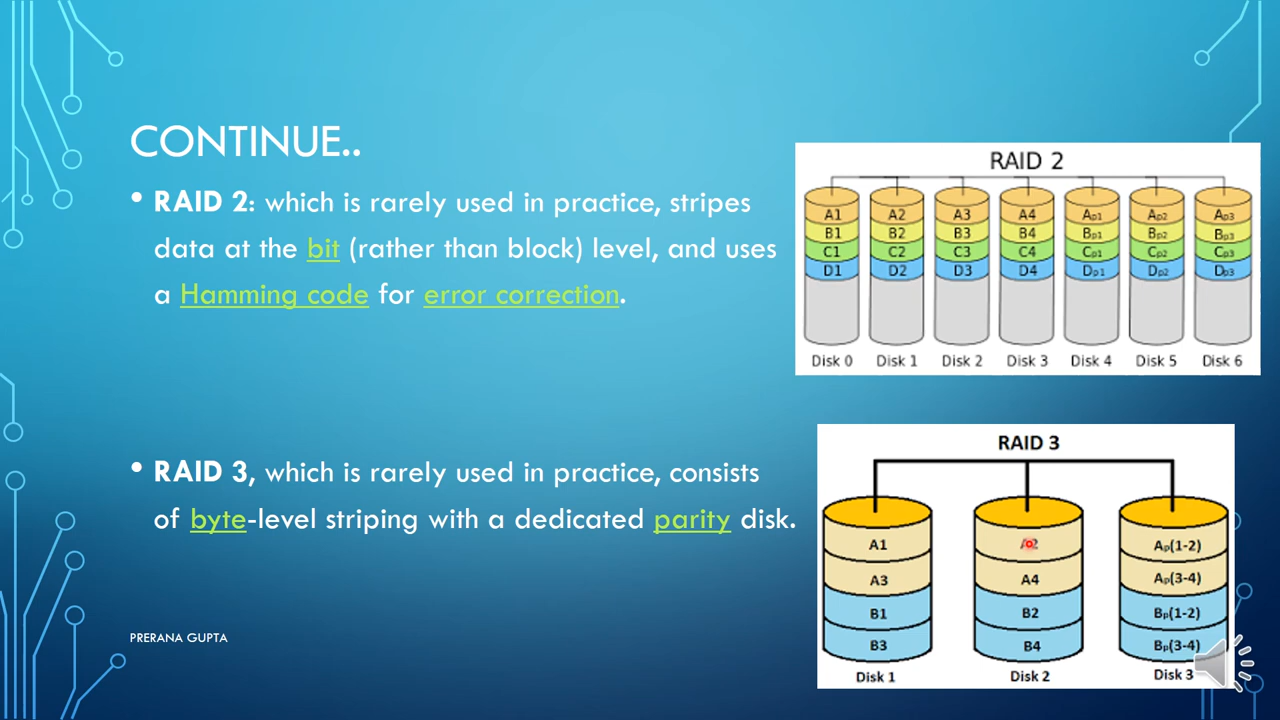 CONTINUE..
• RAID 2: which is rarely used in practice, stripes
data at the bit (rather than block) level, and uses
a Hamming code for error correction.
RAID 2
A1 A2 A3 A4 Ap1 Ap2 Ap3
B1 B2 B3 B4 Bp1 Bp2 Bp3
C1 C2 C3 C4 Cp1 Cp2 Cp3
D1 D2 D3 D4 Dp1 Dp2 Dp3
Disk 0 Disk 1 Disk 2 Disk 3 Disk 4 Disk 5 Disk 6
• RAID 3, which is rarely used in practice, consists
of byte-level striping with a dedicated parity disk.
RAID 3
A1 Ap(1-2)
A3 A4 Ap(3-4)
B1 B2 Bp(1-2)
B3 B4 Bp(3-4)
Disk 1 Disk 2 Disk 3
PRERANA GUPTA